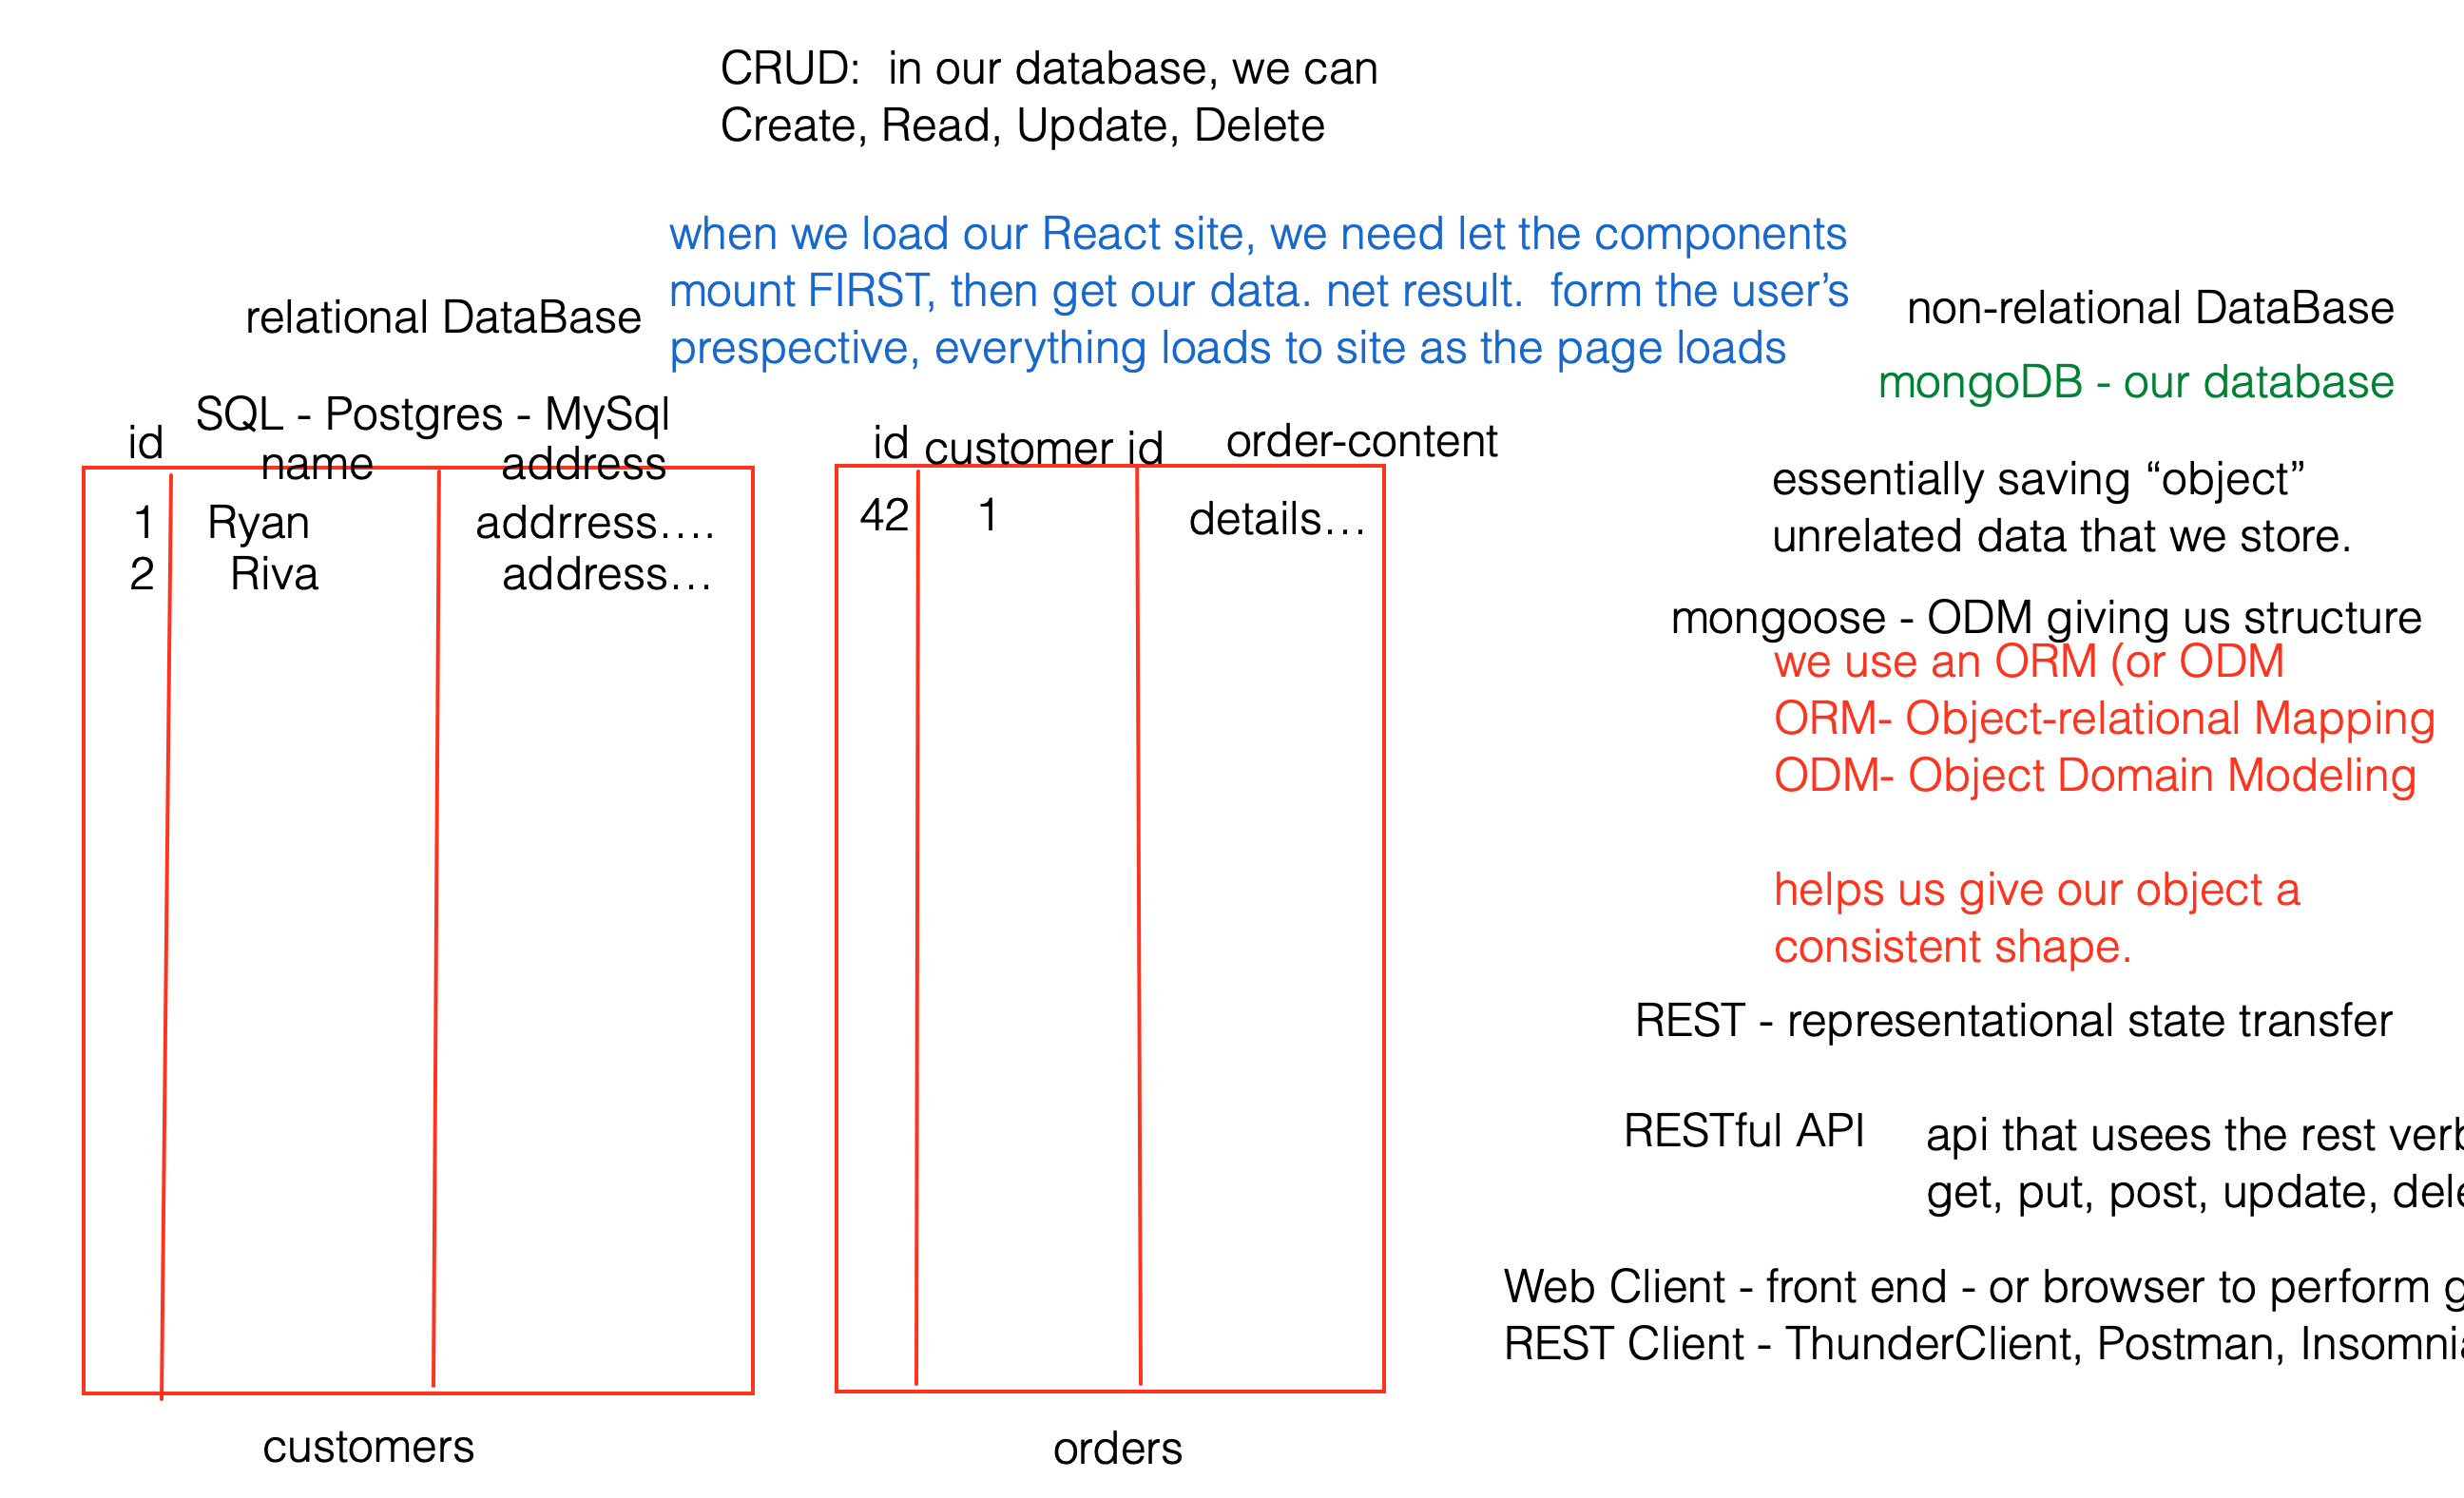 CRUD:  in our database, we can
Create, Read, Update, Delete
when we load our React site, we need let the components
mount FIRST, then get our data. net result.  form the user’s
prespective, everything loads to site as the page loads
relational DataBase
SQL - Postgres - MySql
id name address
1 Ryan addrress....
2 Riva address...
customers
id customer id order-content
42 1 details...
orders
non-relational DataBase
mongoDB - our database
essentially saving “object”
unrelated data that we store.
mongoose - ODM giving us structure
we use an ORM (or ODM
ORM- Object-relational Mapping
ODM- Object Domain Modeling
helps us give our object a
consistent shape.
REST - representational state transfer
RESTful API
api that usees the rest
get, put, post, update,
Web Client - front end - or browser to perform
REST Client - ThunderClient, Postman,